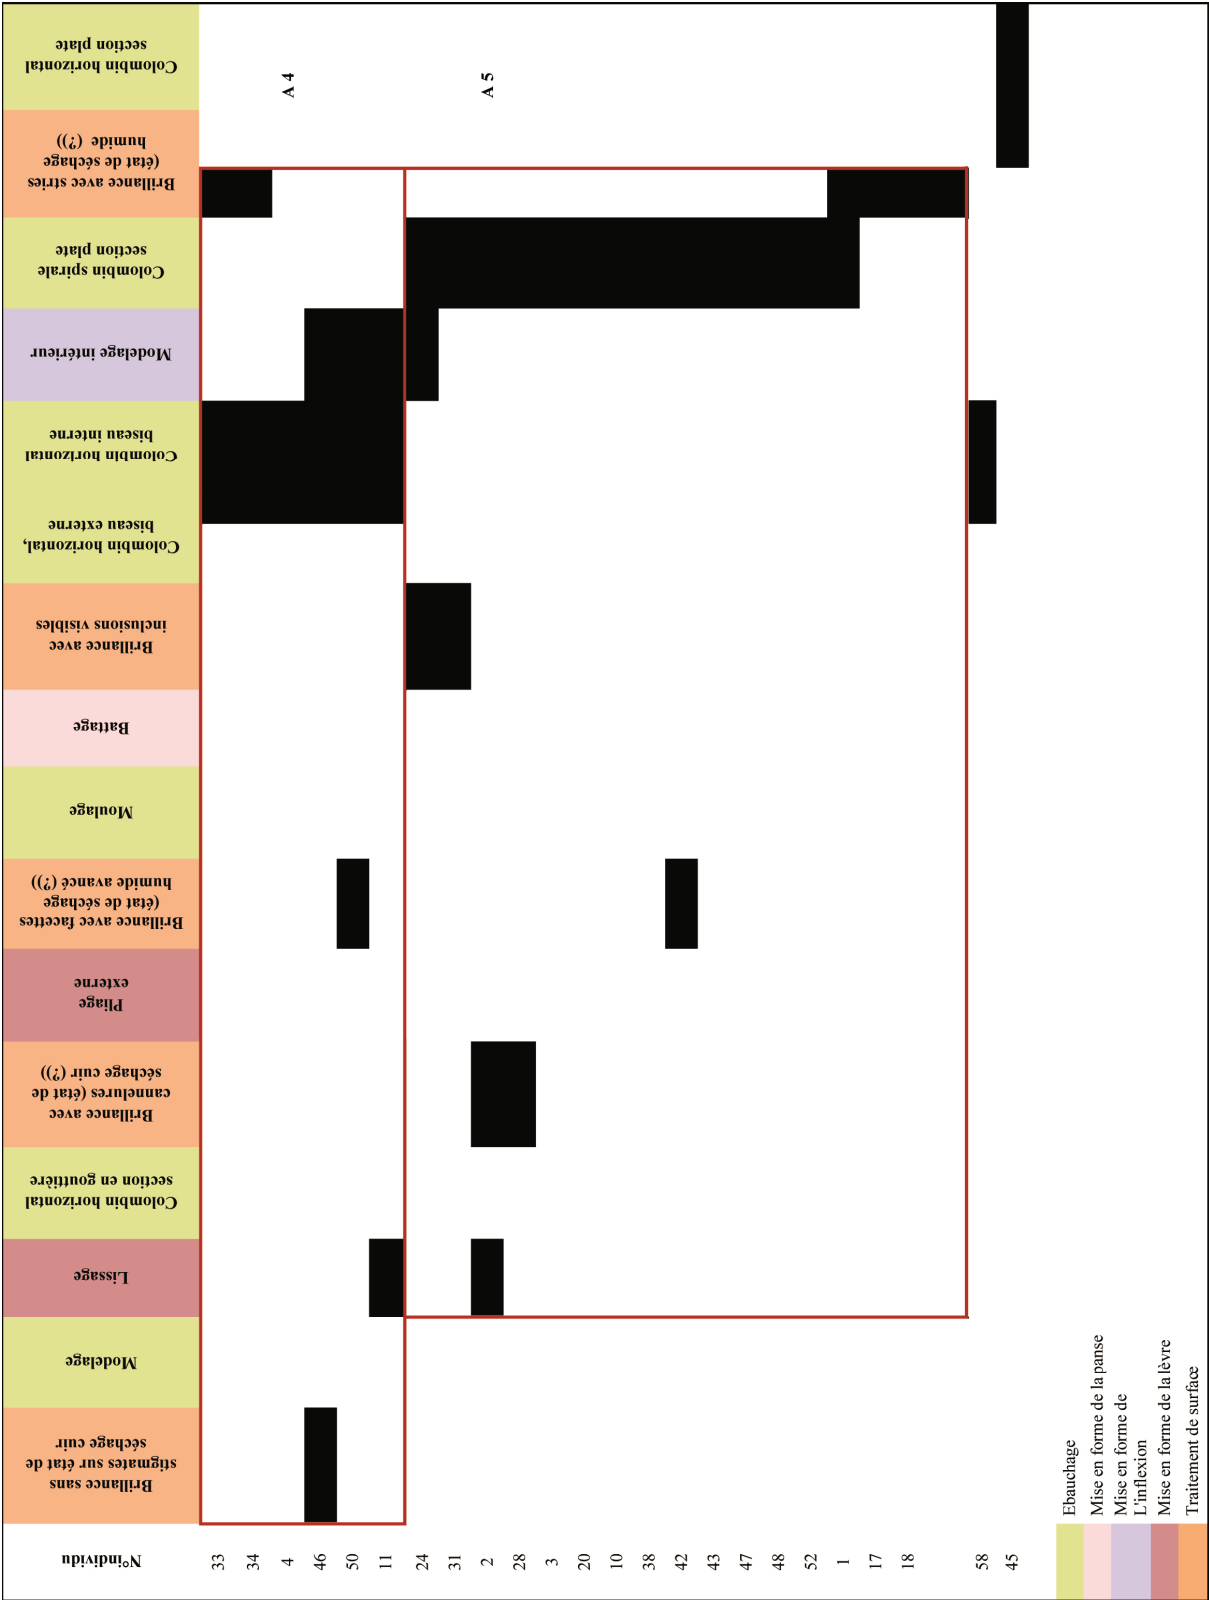 N°individu
Brillance sans
stigmates sur état de
séchage cuir
Modelage
Lissage
Colombin horizontal
section en gouttière
Brillance avec
cannelures (état de
séchage cuir (?))
Pliage
externe
Brillance avec facettes
(état de séchage
humide avancé (?))
Moulage
Battage
Brillance avec
inclusions visibles
Colombin horizontal,
biseau externe
Colombin horizontal
biseau interne
Modelage intérieur
Colombin spirale
section plate
Brillance avec stries
(état de séchage
humide (?))
Colombin horizontal
section plate
33
34
4
46
50
11
24
31
2
28
3
20
10
38
42
43
47
48
52
1
17
18
58
45
A 4
A 5
Ebauchage
Mise en forme de la panse
Mise en forme de
L'inflexion
Mise en forme de la lèvre
Traitement de surface